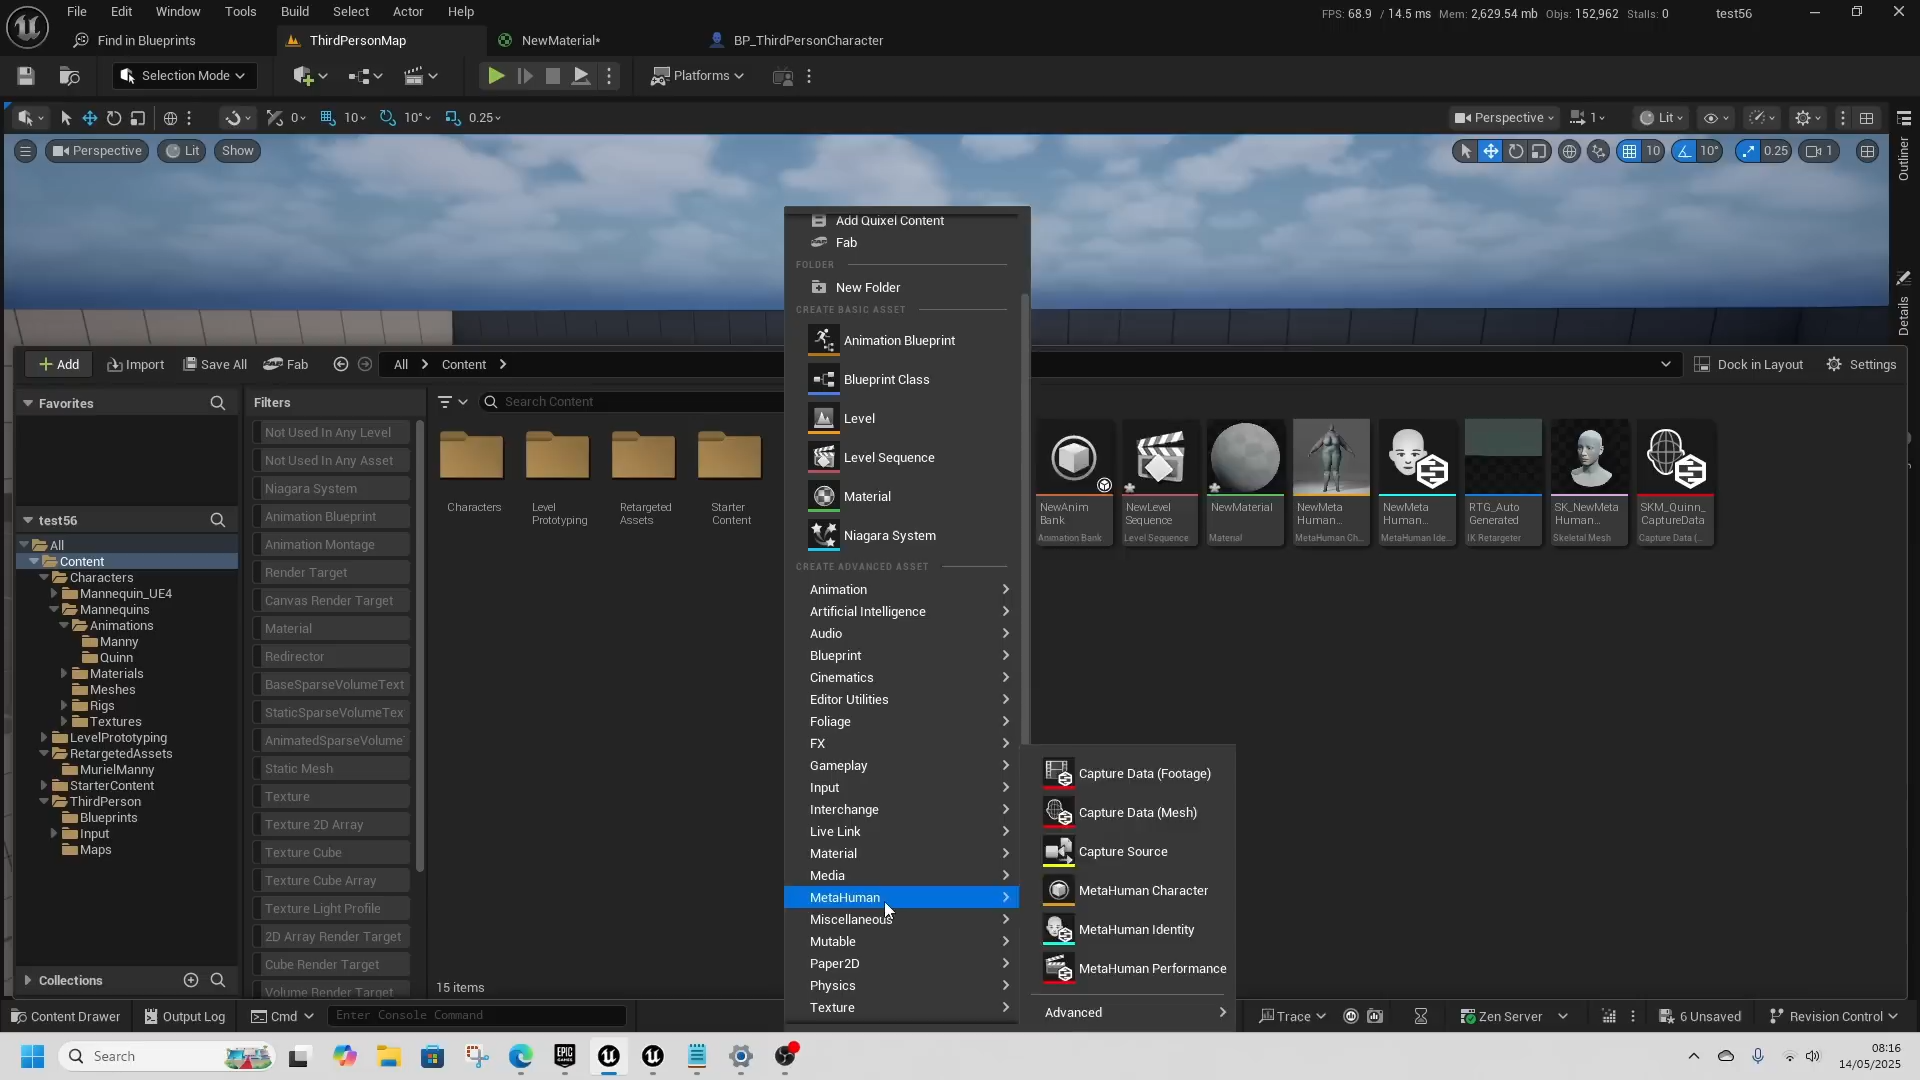 File Edit Window Tools Build Select Actor Help
FPS: 68.9 / 14.5 ms Mem: 2,629.54 mb Objs: 152,962 Stalls: 0 test56
Find in Blueprints ThirdPersonMap NewMaterial* BP_ThirdPersonCharacter
Selection Mode Platforms
0 10 10° 0.25 Perspective 1 Lit
Perspective Lit Show 10 10° 0.25 1
Outliner
Details
Add Quixel Content
Fab
FOLDER
New Folder
CREATE BASIC ASSET
Animation Blueprint
Blueprint Class
Level
Level Sequence
Material
Niagara System
CREATE ADVANCED ASSET
Animation
Artificial Intelligence
Audio
Blueprint
Cinematics
Editor Utilities
Foliage
FX
Gameplay
Input
Interchange
Live Link
Material
Media
MetaHuman
Miscellaneous
Mutable
Paper2D
Physics
Texture
Capture Data (Footage)
Capture Data (Mesh)
Capture Source
MetaHuman Character
MetaHuman Identity
MetaHuman Performance
Advanced
Add Import Save All Fab All Content Dock in Layout Settings
Favorites
test56
All
Content
Characters
Mannequin_UE4
Mannequins
Animations
Manny
Quinn
Materials
Meshes
Rigs
Textures
LevelPrototyping
RetargetedAssets
MurielManny
StarterContent
ThirdPerson
Blueprints
Input
Maps
Collections
Filters
Not Used In Any Level
Not Used In Any Asset
Niagara System
Animation Blueprint
Animation Montage
Render Target
Canvas Render Target
Material
Redirector
BaseSparseVolumeText
StaticSparseVolumeTex
AnimatedSparseVolume
Static Mesh
Texture
Texture 2D Array
Texture Cube
Texture Cube Array
Texture Light Profile
2D Array Render Target
Cube Render Target
Volume Render Target
Search Content
Characters
Level
Prototyping
Retargeted
Assets
Starter
Content
NewAnim
Bank
Animation Bank
NewLevel
Sequence
Level Sequence
NewMaterial
Material
NewMeta
Human...
MetaHuman Ch...
NewMeta
Human...
MetaHuman Ide...
RTG_Auto
Generated
IK Retargeter
SK_NewMeta
Human...
Skeletal Mesh
SKM_Quinn_
CaptureData
Capture Data (...
15 items
Content Drawer Output Log Cmd Enter Console Command Trace Zen Server 6 Unsaved Revision Control
Search
EPIC
GAMES
08:16
14/05/2025